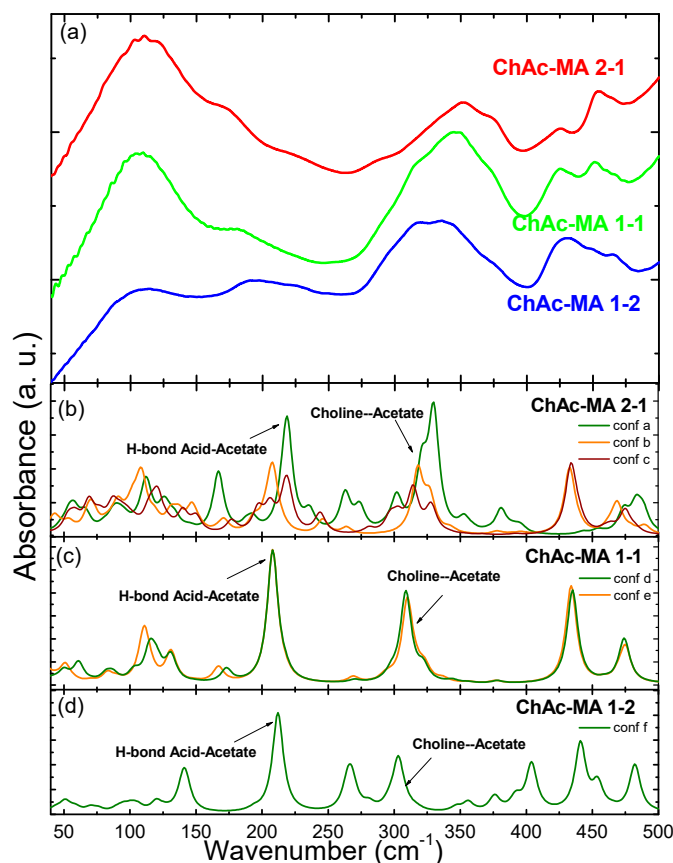 (a)
ChAc-MA 2-1
ChAc-MA 1-1
ChAc-MA 1-2
Absorbance (a. u.)
(b)
ChAc-MA 2-1
Choline--Acetate
H-bond Acid-Acetate
conf a
conf b
conf c
(c)
ChAc-MA 1-1
Choline--Acetate
H-bond Acid-Acetate
conf d
conf e
(d)
ChAc-MA 1-2
H-bond Acid-Acetate
Choline--Acetate
conf f
50 100 150 200 250 300 350 400 450 500
Wavenumber (cm-1)